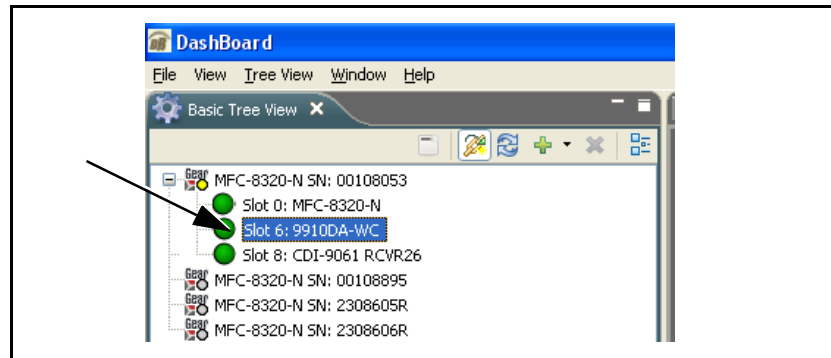 DashBoard
File View Tree View Window Help
Basic Tree View
Gear MFC-8320-N SN: 00108053
Slot 0: MFC-8320-N
Slot 6: 9910DA-WC
Slot 8: CDI-9061 RCVR26
Gear MFC-8320-N SN: 00108895
Gear MFC-8320-N SN: 2308605R
Gear MFC-8320-N SN: 2308606R